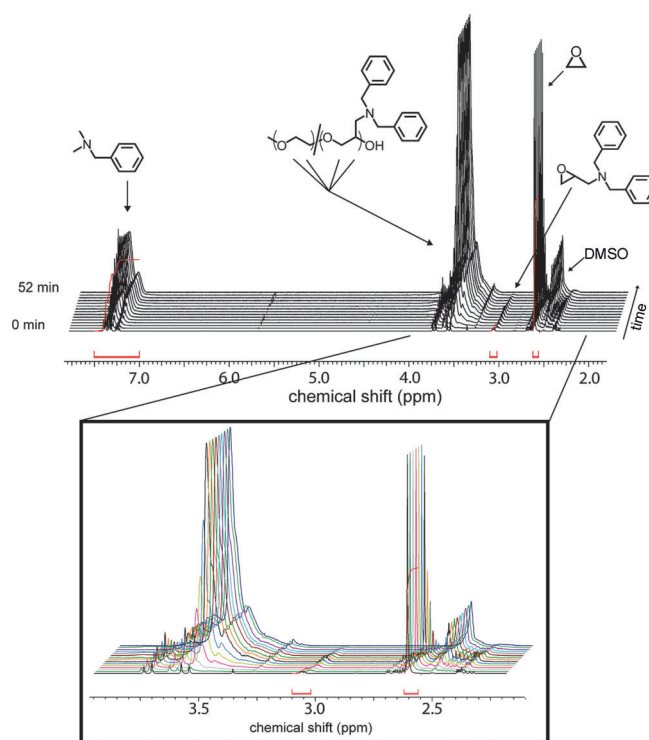 O
N
N
O
O
O
OH
O
N
DMSO
52 min
0 min
time
7.0
6.0
5.0
4.0
3.0
2.0
chemical shift (ppm)
3.5
3.0
2.5
chemical shift (ppm)